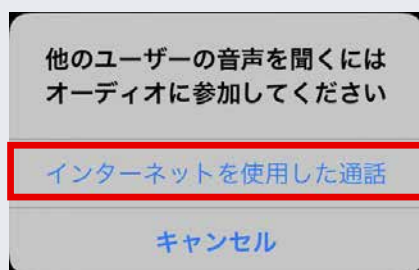 他のユーザーの音声を聞くには
オーディオに参加してください
インターネットを使用した通話
キャンセル